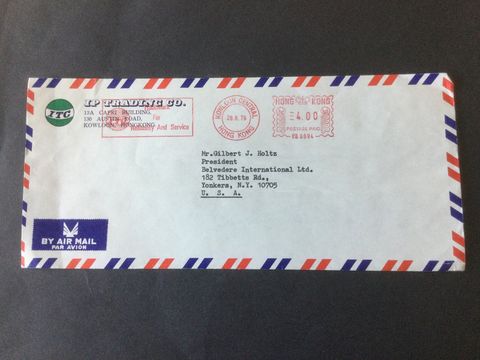 ITC
IP TRADING CO.
13A CAPRI BUILDING,
130 AUSTIN ROAD,
KOWLOON, HONGKONG
For
And Service
KOWLOON CENTRAL
HONG KONG
HONG KONG
4.00
POSTAGE PAID
Mr.Gilbert J. Holtz
President
Belvedere International Ltd.
182 Tibbetts Rd.,
Yonkers, N.Y. 10705
U. S. A.
BY AIR MAIL
PAR AVION